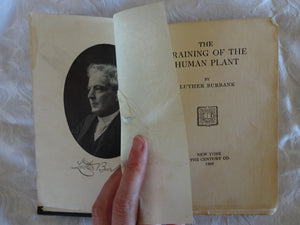 THE
RAINING OF THE
HUMAN PLANT
BY
LUTHER BURBANK
NEW YORK
THE CENTURY CO.